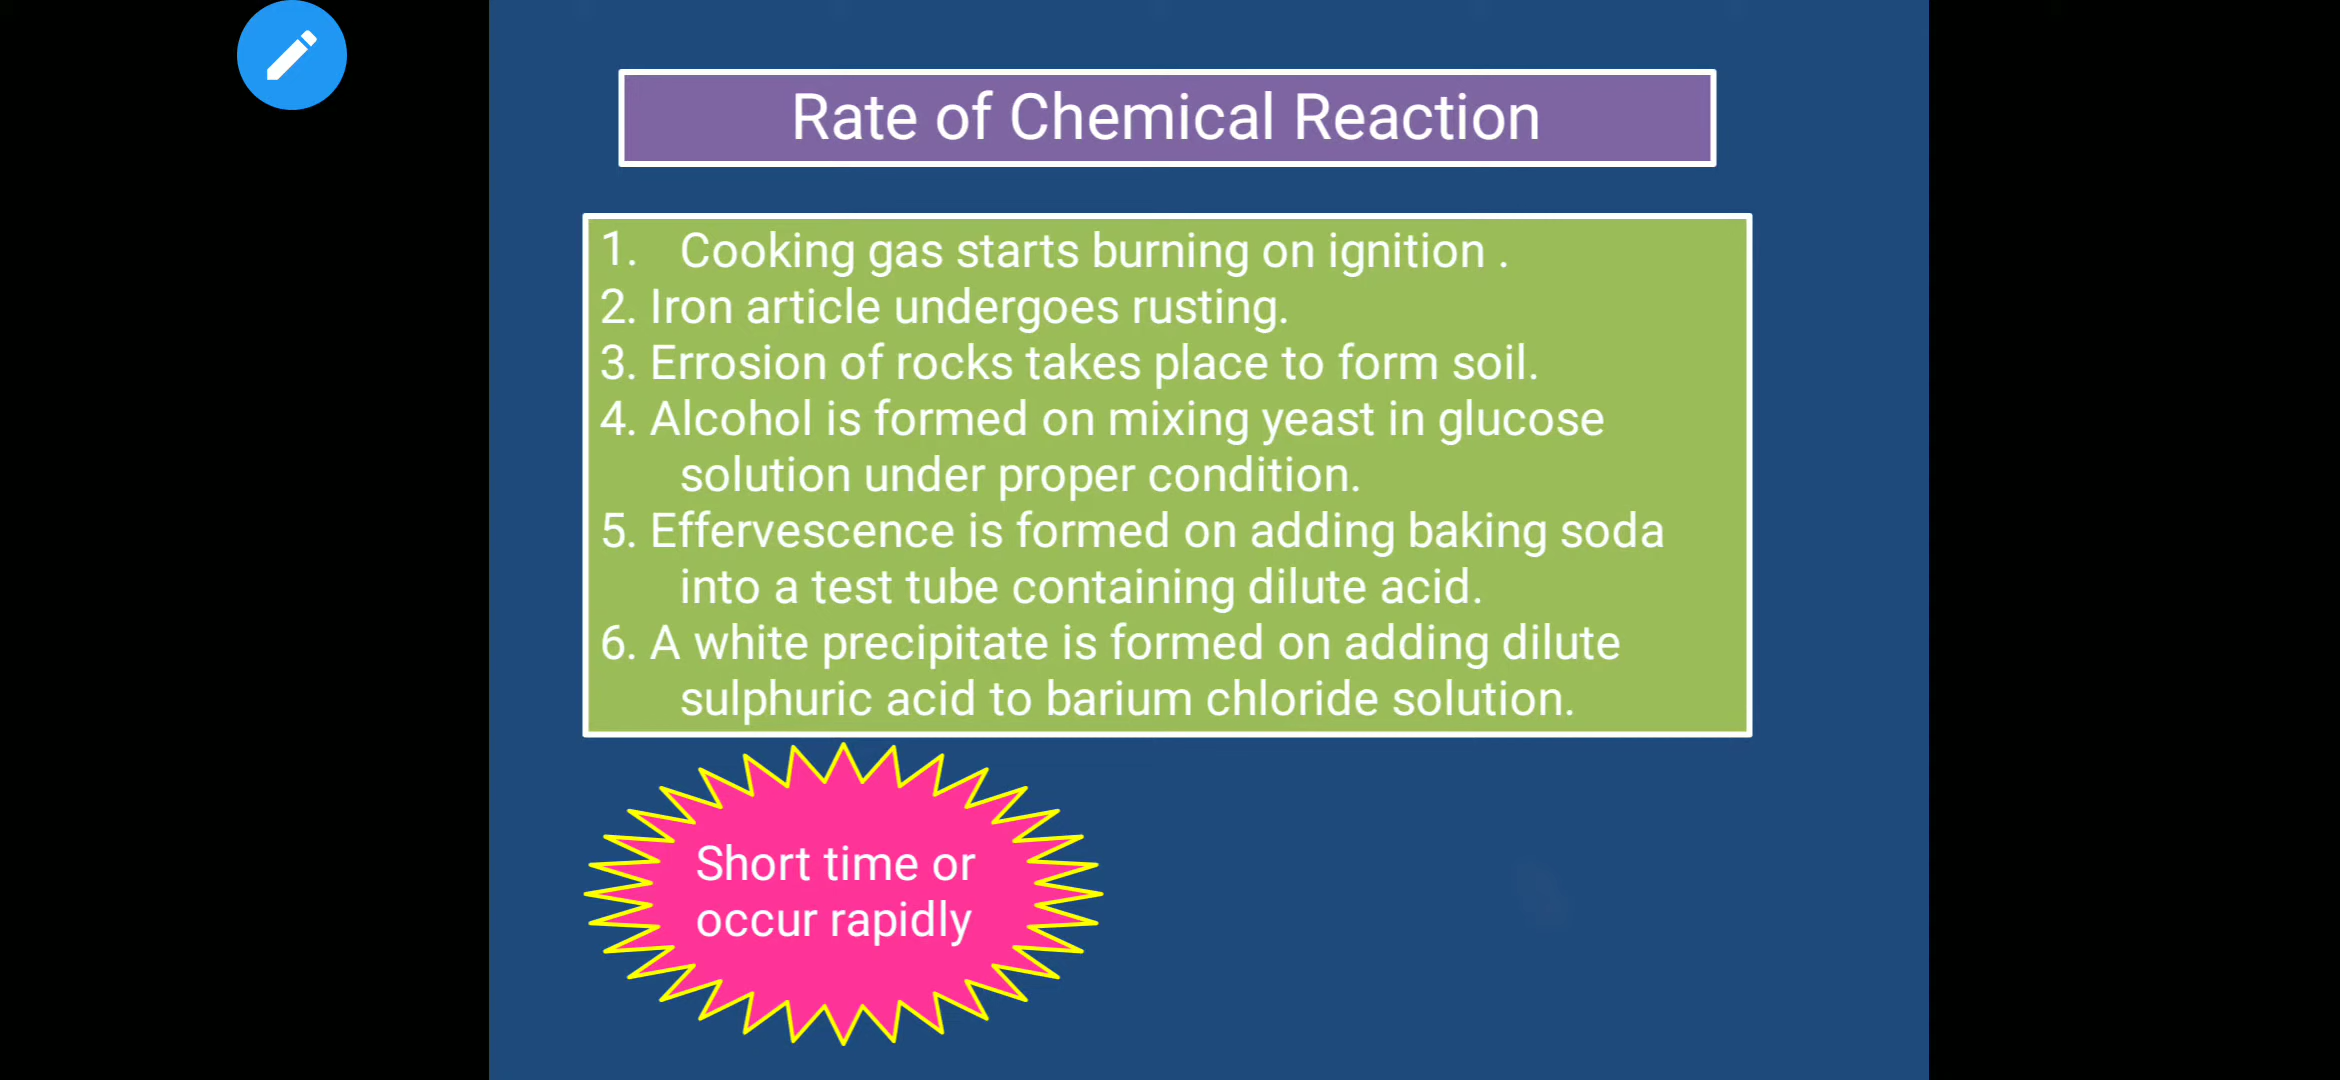 Rate of Chemical Reaction
1. Cooking gas starts burning on ignition .
2. Iron article undergoes rusting.
3. Errosion of rocks takes place to form soil.
4. Alcohol is formed on mixing yeast in glucose
solution under proper condition.
5. Effervescence is formed on adding baking soda
into a test tube containing dilute acid.
6. A white precipitate is formed on adding dilute
sulphuric acid to barium chloride solution.
Short time or
occur rapidly